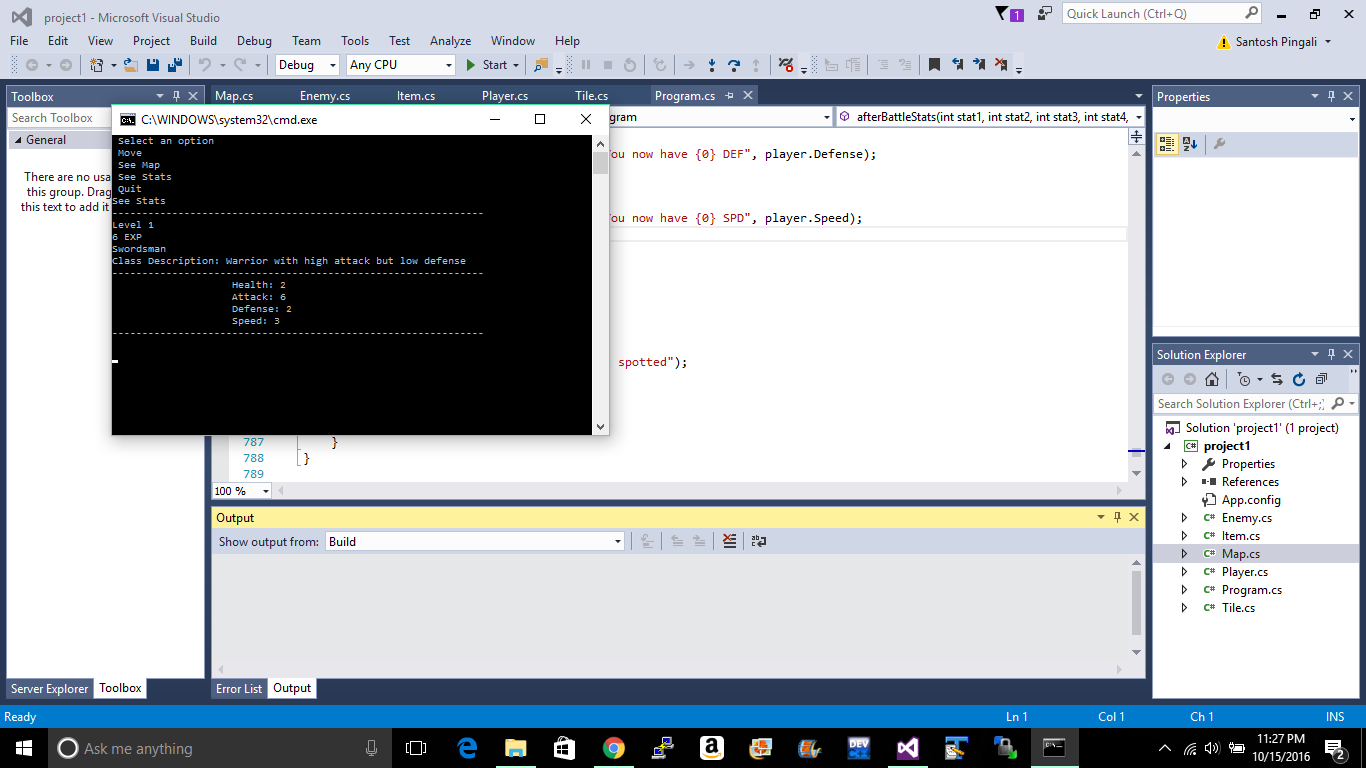 project1 - Microsoft Visual Studio
1
Quick Launch (Ctrl+Q)
File Edit View Project Build Debug Team Tools Test Analyze Window Help
Santosh Pingali
Debug Any CPU Start
Toolbox
Search Toolbox
General
There are no usa
this group. Drag
this text to add it
Server Explorer Toolbox
Map.cs Enemy.cs Item.cs Player.cs Tile.cs Program.cs
gram
afterBattleStats(int stat1, int stat2, int stat3, int stat4,
C:\WINDOWS\system32\cmd.exe
Select an option
Move
See Map
See Stats
Quit
See Stats
---------------------------------------------------------------
Level 1
6 EXP
Swordsman
Class Description: Warrior with high attack but low defense
---------------------------------------------------------------
Health: 2
Attack: 6
Defense: 2
Speed: 3
---------------------------------------------------------------
You now have {0} DEF", player.Defense);
You now have {0} SPD", player.Speed);
spotted");
787 }
788 }
789
100 %
Output
Show output from: Build
Error List Output
Properties
Solution Explorer
Search Solution Explorer (Ctrl+;)
Solution 'project1' (1 project)
C# project1
Properties
References
App.config
C# Enemy.cs
C# Item.cs
C# Map.cs
C# Player.cs
C# Program.cs
C# Tile.cs
Ready Ln 1 Col 1 Ch 1 INS
Ask me anything
DEV
11:27 PM
10/15/2016
2